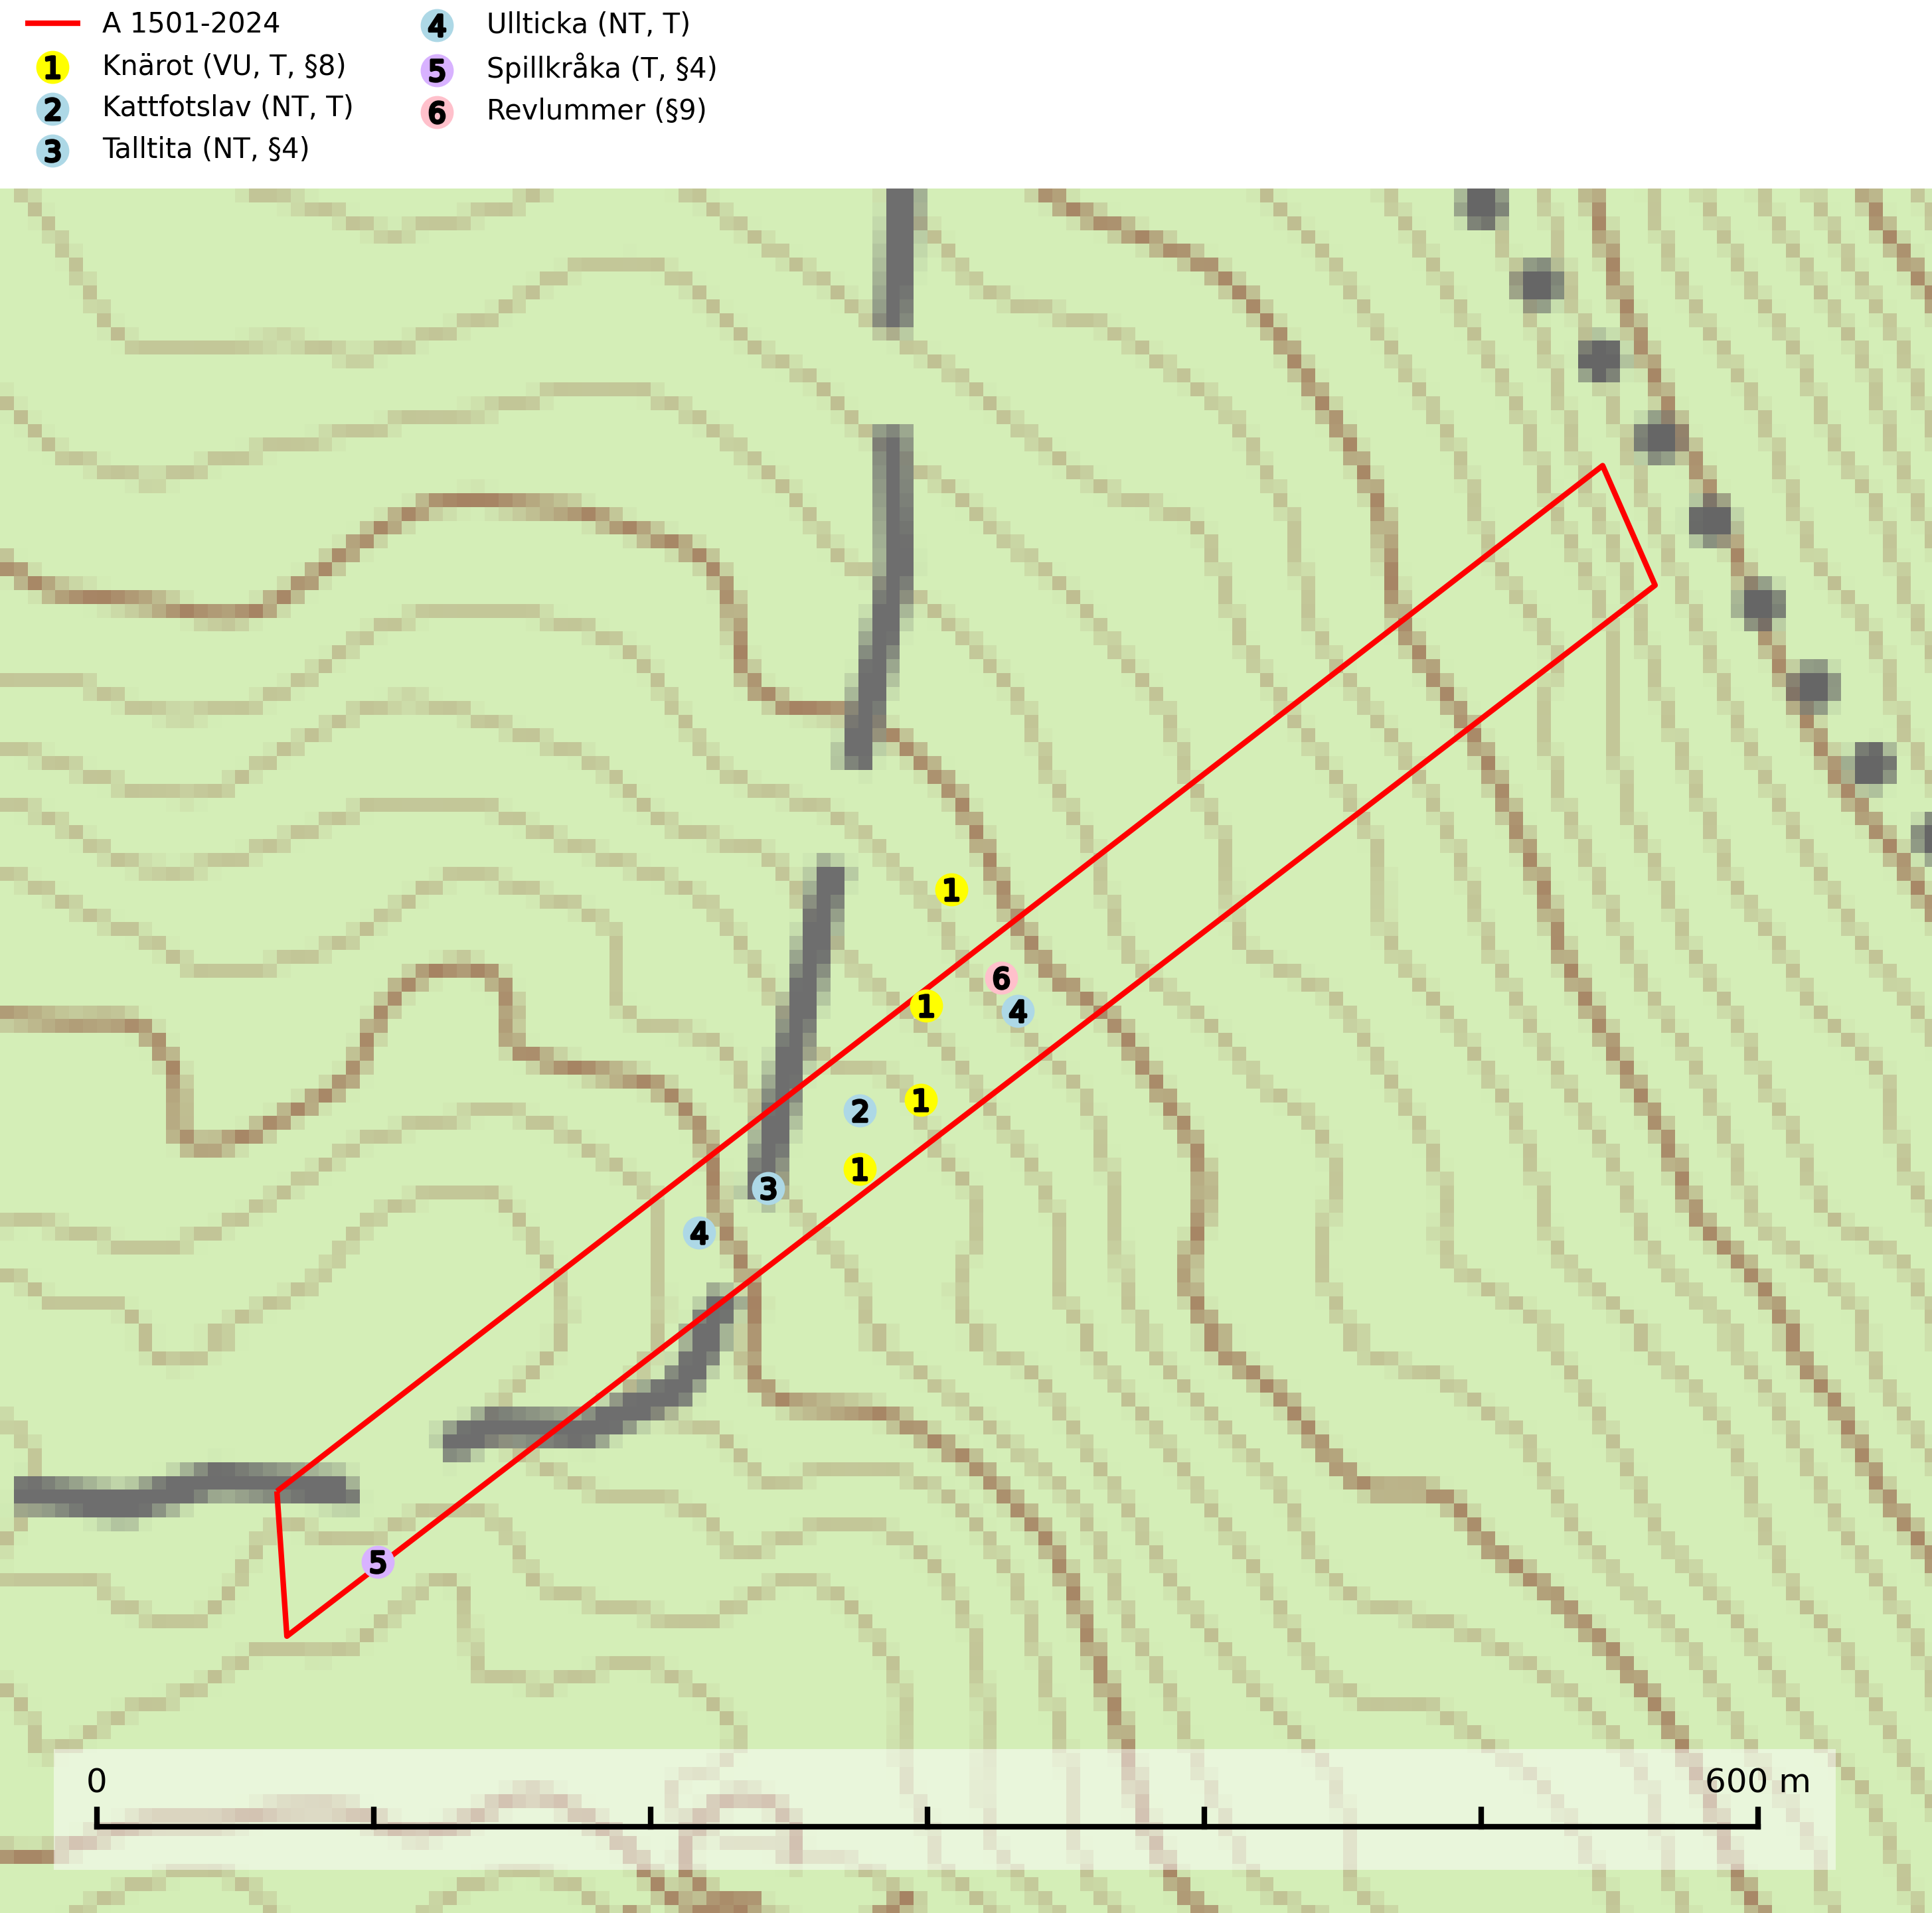 A 1501-2024
1 Knärot (VU, T, §8)
2 Kattfotslav (NT, T)
3 Talltita (NT, §4)
4 Ullticka (NT, T)
5 Spillkråka (T, §4)
6 Revlummer (§9)
1
6
1
4
1
2
1
3
4
5
0 600 m